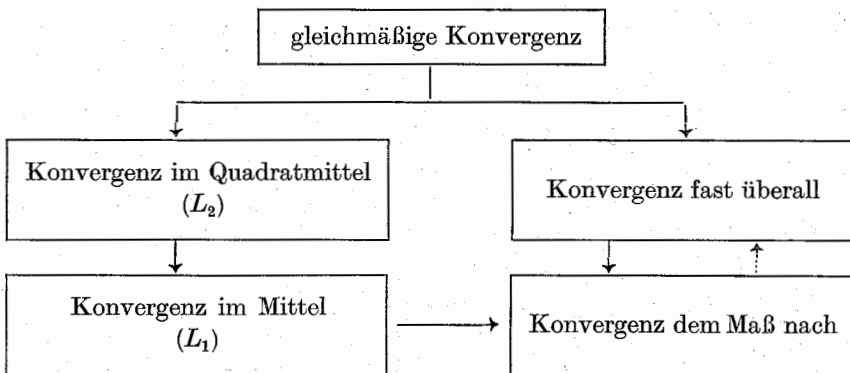 gleichmäßige Konvergenz
Konvergenz im Quadratmittel
(L₂)
Konvergenz fast überall
Konvergenz im Mittel
(L₁)
Konvergenz dem Maß nach